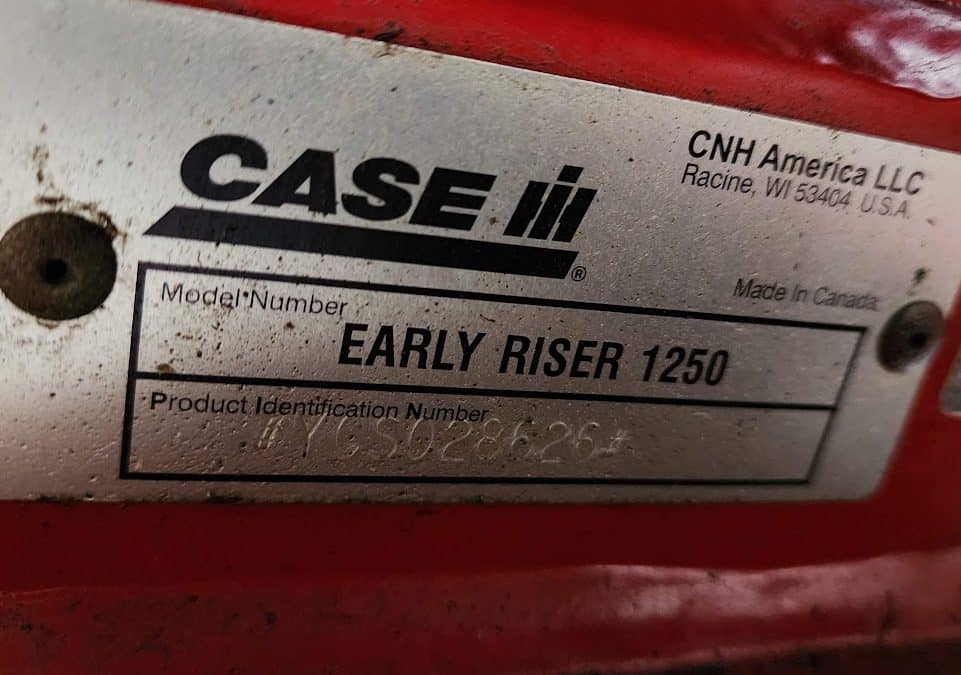 CASE IH®
CNH America LLC
Racine, WI 53404 U.S.A.
Made In Canada
Model Number
EARLY RISER 1250
Product Identification Number
#YCS028626#